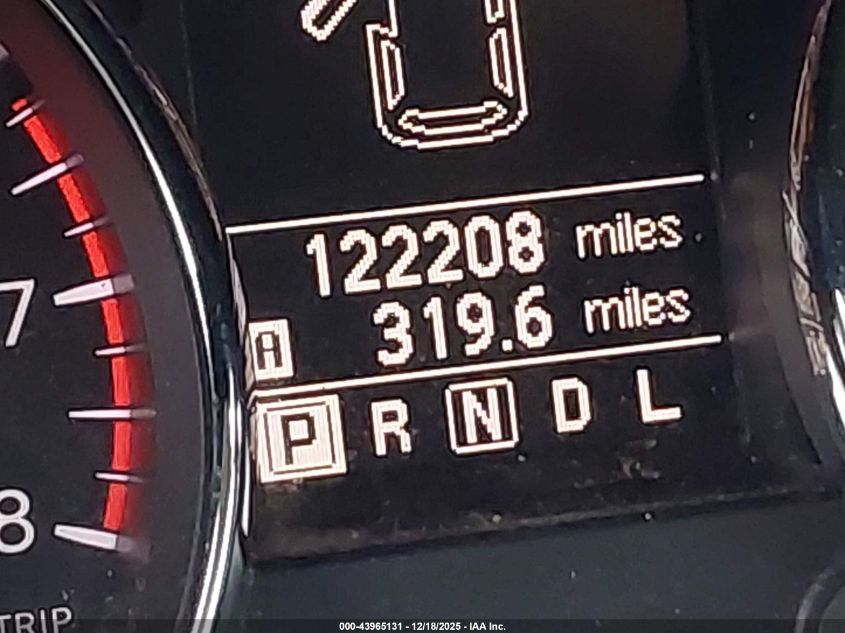 122208 miles
A 319.6 miles
7
P R N D L
8
TRIP
000-43965131 - 12/18/2025 - IAA Inc.